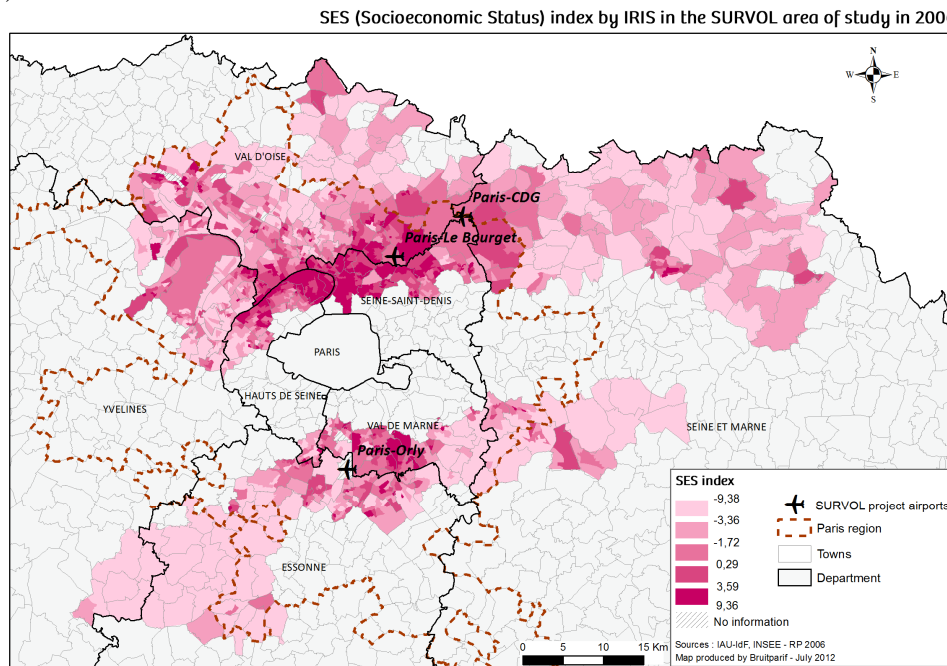 SES (Socioeconomic Status) index by IRIS in the SURVOL area of study in 200
N
W E
S
VAL D'OISE
Paris-CDG
Paris-Le Bourget
SEINE-SAINT-DENIS
PARIS
HAUTS DE SEINE
YVELINES
VAL DE MARNE
SEINE ET MARNE
Paris-Orly
ESSONNE
SES index
-9,38
-3,36
-1,72
0,29
3,59
9,36
No information
SURVOL project airports
Paris region
Towns
Department
0 5 10 15 Km
Sources : IAU-IdF, INSEE - RP 2006
Map produced by Bruitparif - July 2012